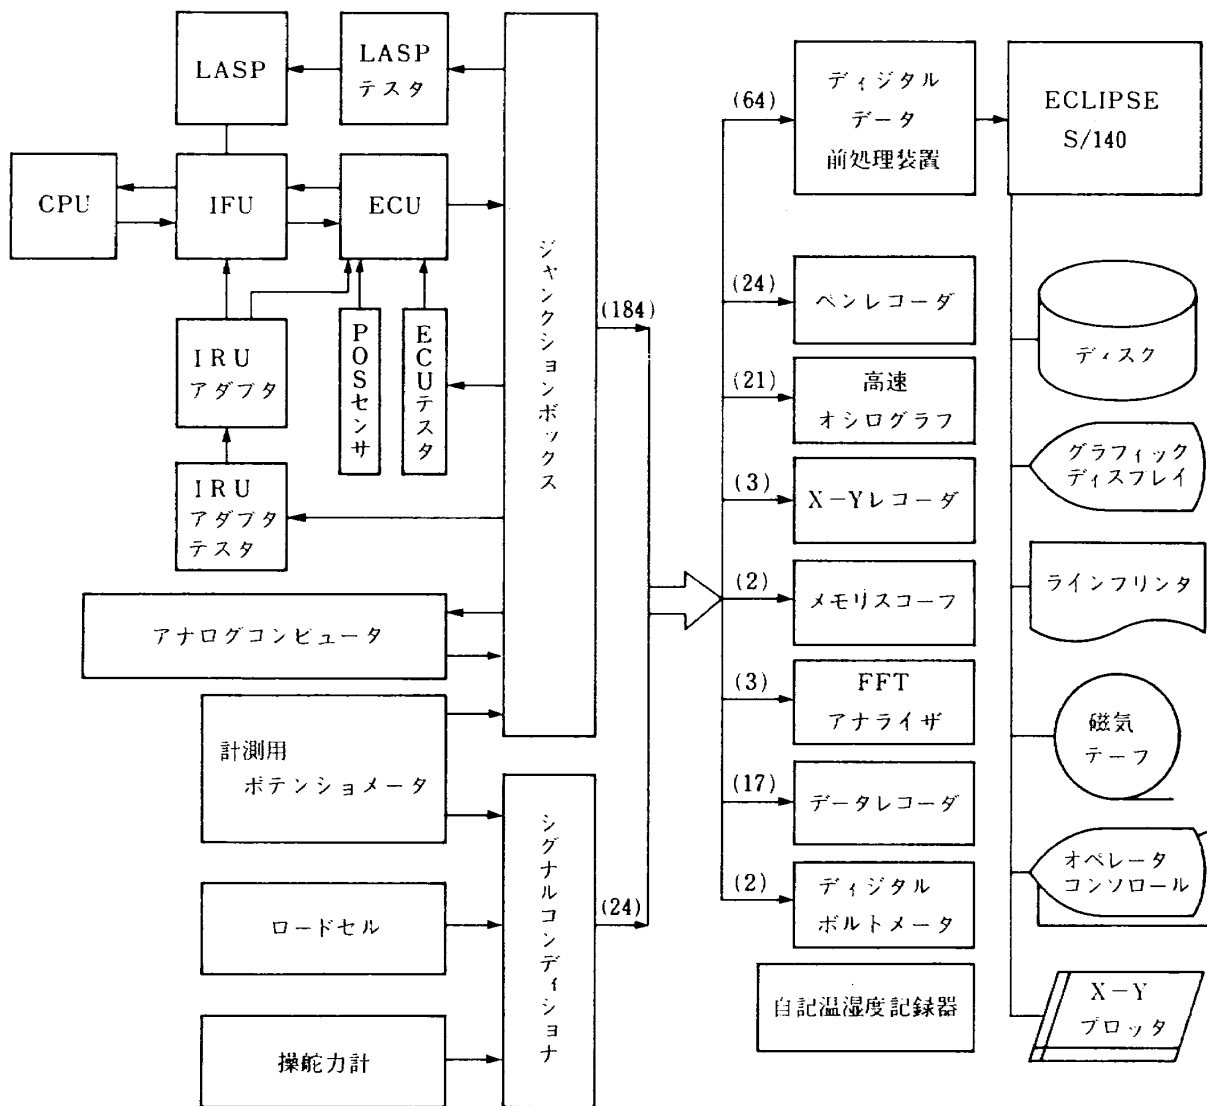 LASP
LASP
テスタ
CPU
IFU
ECU
IRU
アダプタ
POSセンサ
ECUテスタ
IRU
アダプタ
テスタ
アナログコンピュータ
計測用
ポテンショメータ
ロードセル
操舵力計
ジャンクションボックス
シグナルコンディショナ
(184)
(24)
(64)
ディジタル
データ
前処理装置
(24)
ペンレコーダ
(21)
高速
オシログラフ
(3)
X-Yレコーダ
(2)
メモリスコープ
(3)
FFT
アナライザ
(17)
データレコーダ
(2)
ディジタル
ボルトメータ
自記温湿度記録器
ECLIPSE
S/140
ディスク
グラフィック
ディスプレイ
ラインプリンタ
磁気
テープ
オペレータ
コンソロール
X-Y
プロッタ